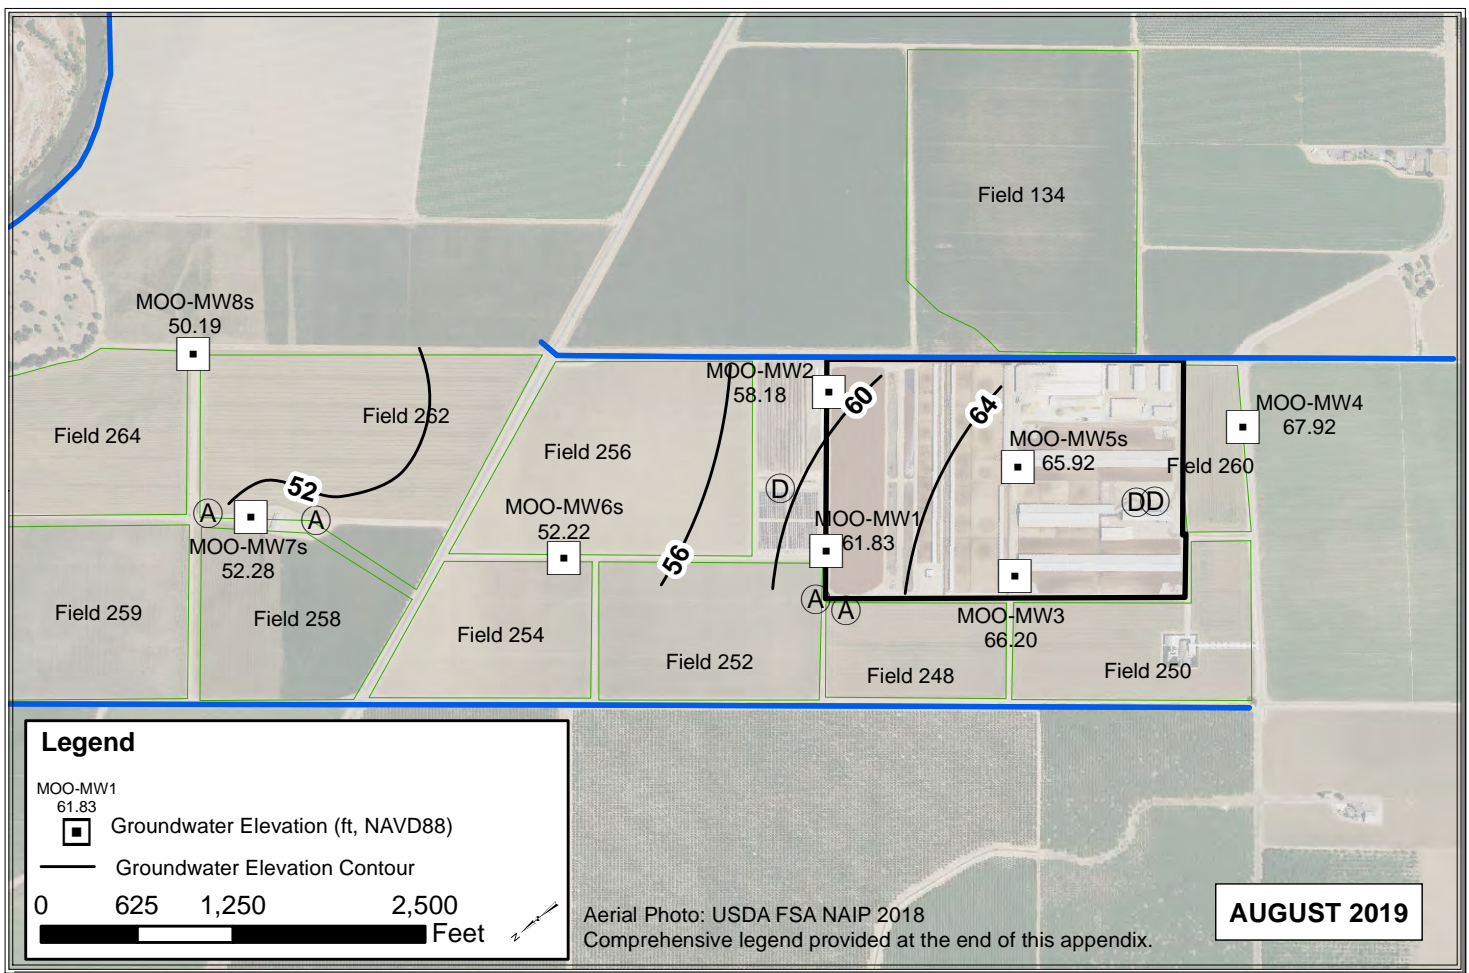 Field 134
MOO-MW8s
50.19
MOO-MW2
58.18
60
64
MOO-MW4
67.92
Field 264
Field 262
Field 256
MOO-MW5s
65.92
Field 260
52
D
D
D
A
A
MOO-MW7s
52.28
MOO-MW6s
52.22
56
MOO-MW1
61.83
A
A
MOO-MW3
66.20
Field 259
Field 258
Field 254
Field 252
Field 248
Field 250
Legend
MOO-MW1
61.83
Groundwater Elevation (ft, NAVD88)
Groundwater Elevation Contour
0 625 1,250 2,500
Feet
N
Aerial Photo: USDA FSA NAIP 2018
Comprehensive legend provided at the end of this appendix.
AUGUST 2019